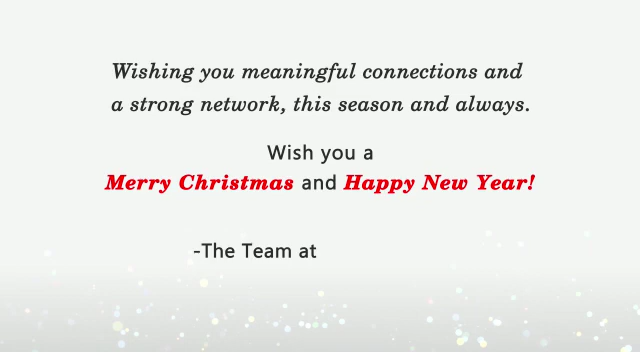 Wishing you meaningful connections and
a strong network, this season and always.
Wish you a
Merry Christmas and Happy New Year!
-The Team at